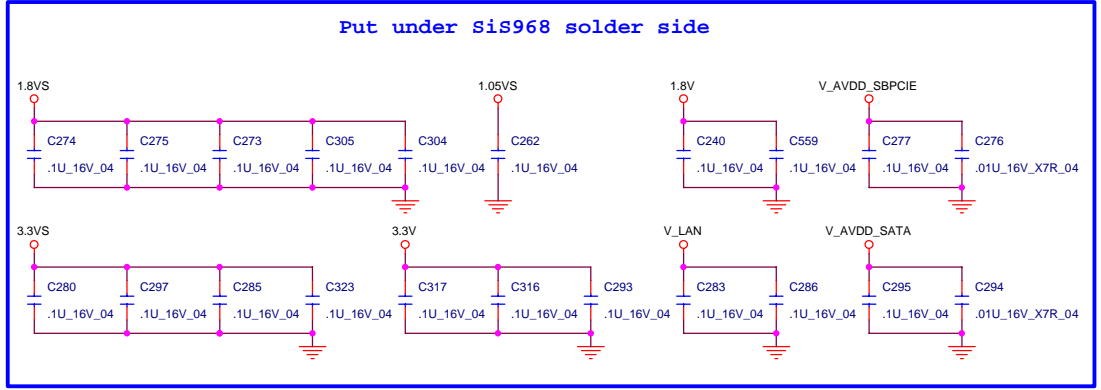 Put under SiS968 solder side
1.8VS 1.05VS 1.8V V_AVDD_SBPCIE
C274 C275 C273 C305 C304 C262 C240 C559 C277 C276
.1U_16V_04 .1U_16V_04 .1U_16V_04 .1U_16V_04 .1U_16V_04 .1U_16V_04 .1U_16V_04 .1U_16V_04 .1U_16V_04 .01U_16V_X7R_04
3.3VS 3.3V V_LAN V_AVDD_SATA
C280 C297 C285 C323 C317 C316 C293 C283 C286 C295 C294
.1U_16V_04 .1U_16V_04 .1U_16V_04 .1U_16V_04 .1U_16V_04 .1U_16V_04 .1U_16V_04 .1U_16V_04 .1U_16V_04 .1U_16V_04 .01U_16V_X7R_04